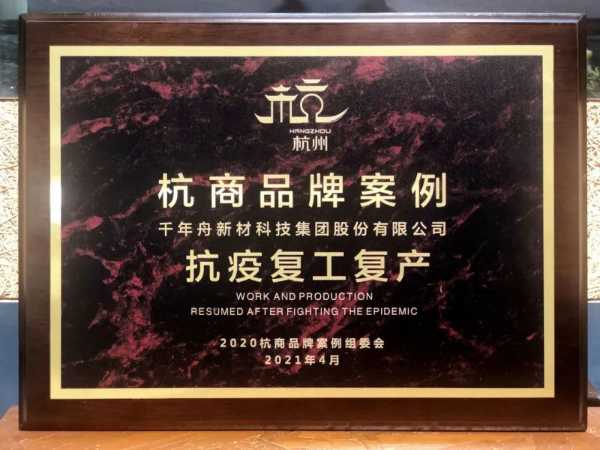 HANGZHOU
杭州
杭商品牌案例
千年舟新材科技集团股份有限公司
抗疫复工复产
WORK AND PRODUCTION
RESUMED AFTER FIGHTING THE EPIDEMIC
2020杭商品牌案例组委会
2021年4月